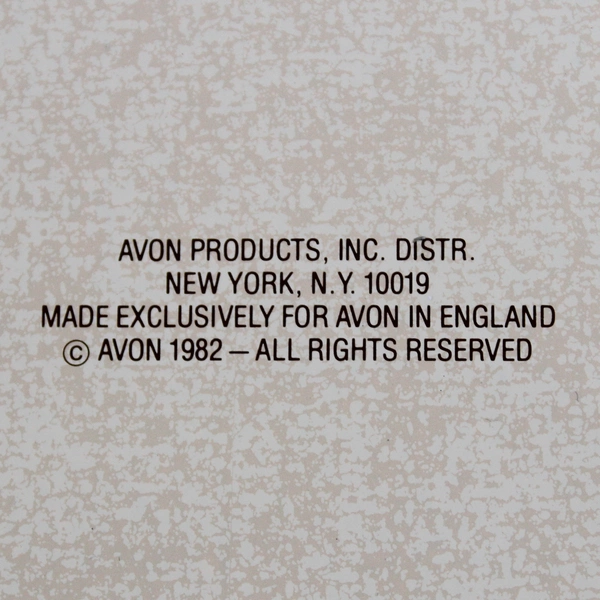 AVON PRODUCTS, INC. DISTR.
NEW YORK, N.Y. 10019
MADE EXCLUSIVELY FOR AVON IN ENGLAND
© AVON 1982 — ALL RIGHTS RESERVED